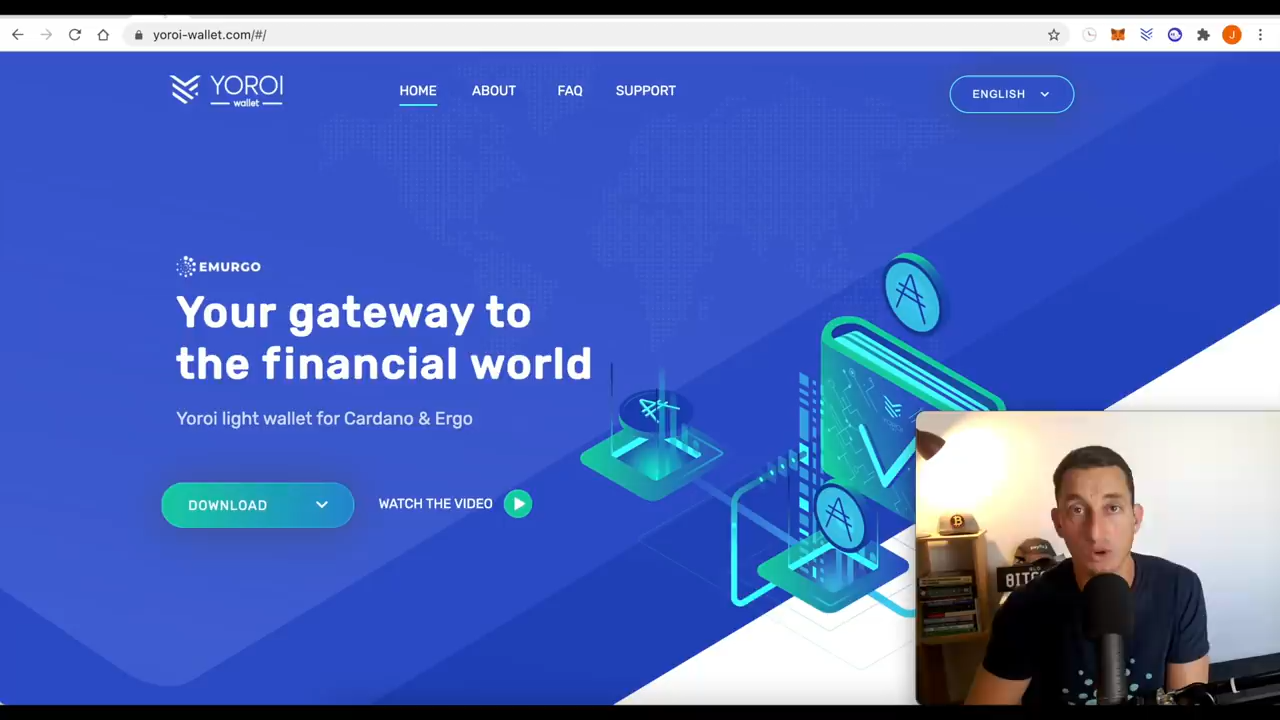 yoroi-wallet.com/#/
J
YOROI
wallet
HOME
ABOUT
FAQ
SUPPORT
ENGLISH
EMURGO
Your gateway to
the financial world
Yoroi light wallet for Cardano & Ergo
DOWNLOAD
WATCH THE VIDEO